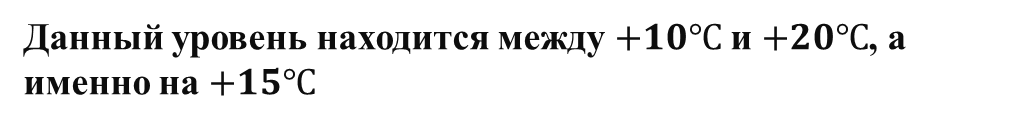 Данный уровень находится между +10℃ и +20℃, а
именно на +15℃